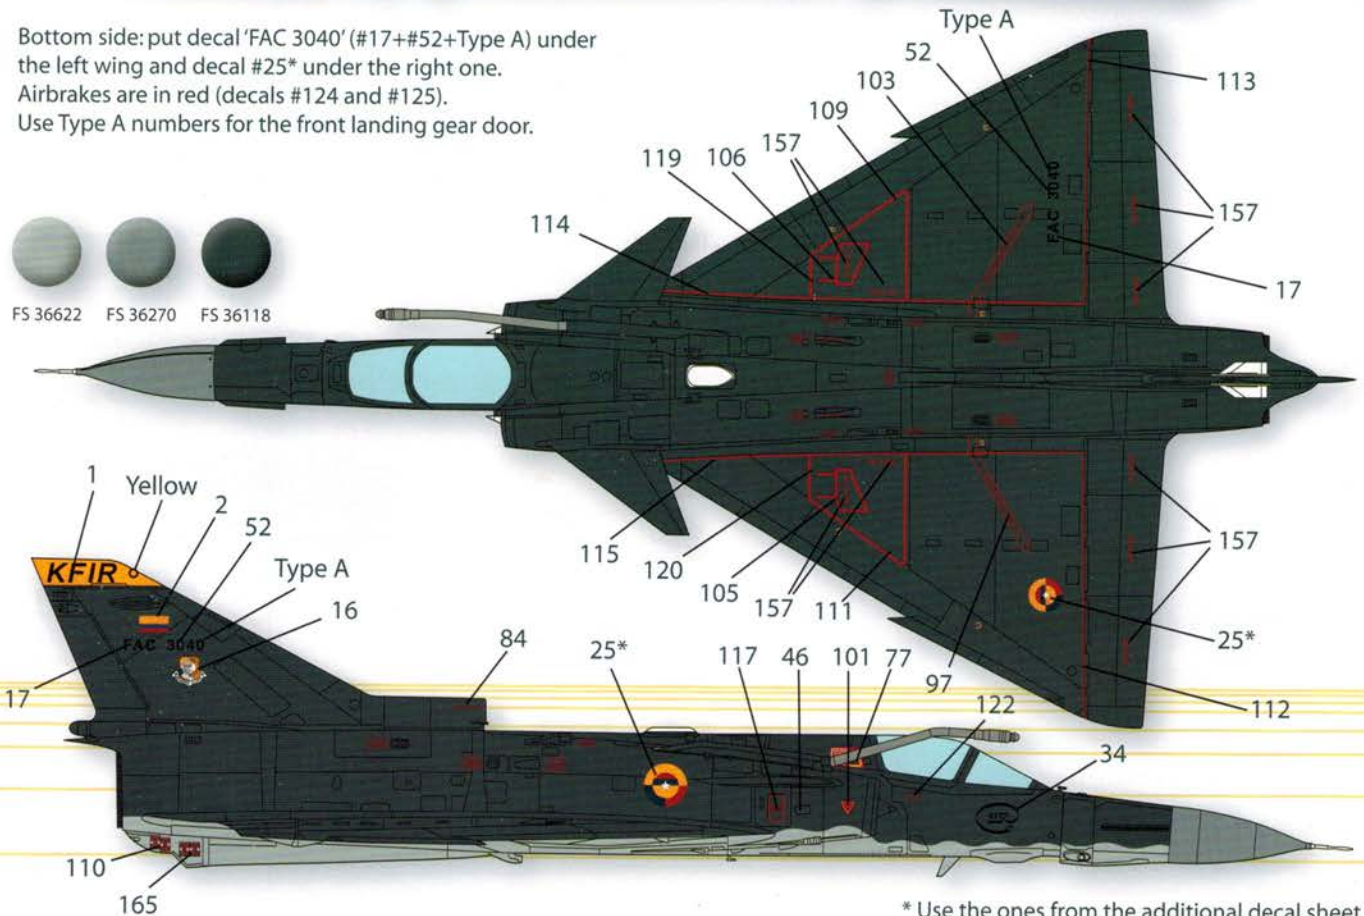 Bottom side: put decal 'FAC 3040' (#17+#52+Type A) under
the left wing and decal #25* under the right one.
Airbrakes are in red (decals #124 and #125).
Use Type A numbers for the front landing gear door.
FS 36622 FS 36270 FS 36118
Type A
52
103
109
157
106
119
114
113
157
17
FAC 3040
1
Yellow
2
52
Type A
16
KFIR
FAC 3040
17
84
25*
117
46
101
77
122
34
115
120
105
157
111
97
157
25*
112
110
165
* Use the ones from the additional decal sheet